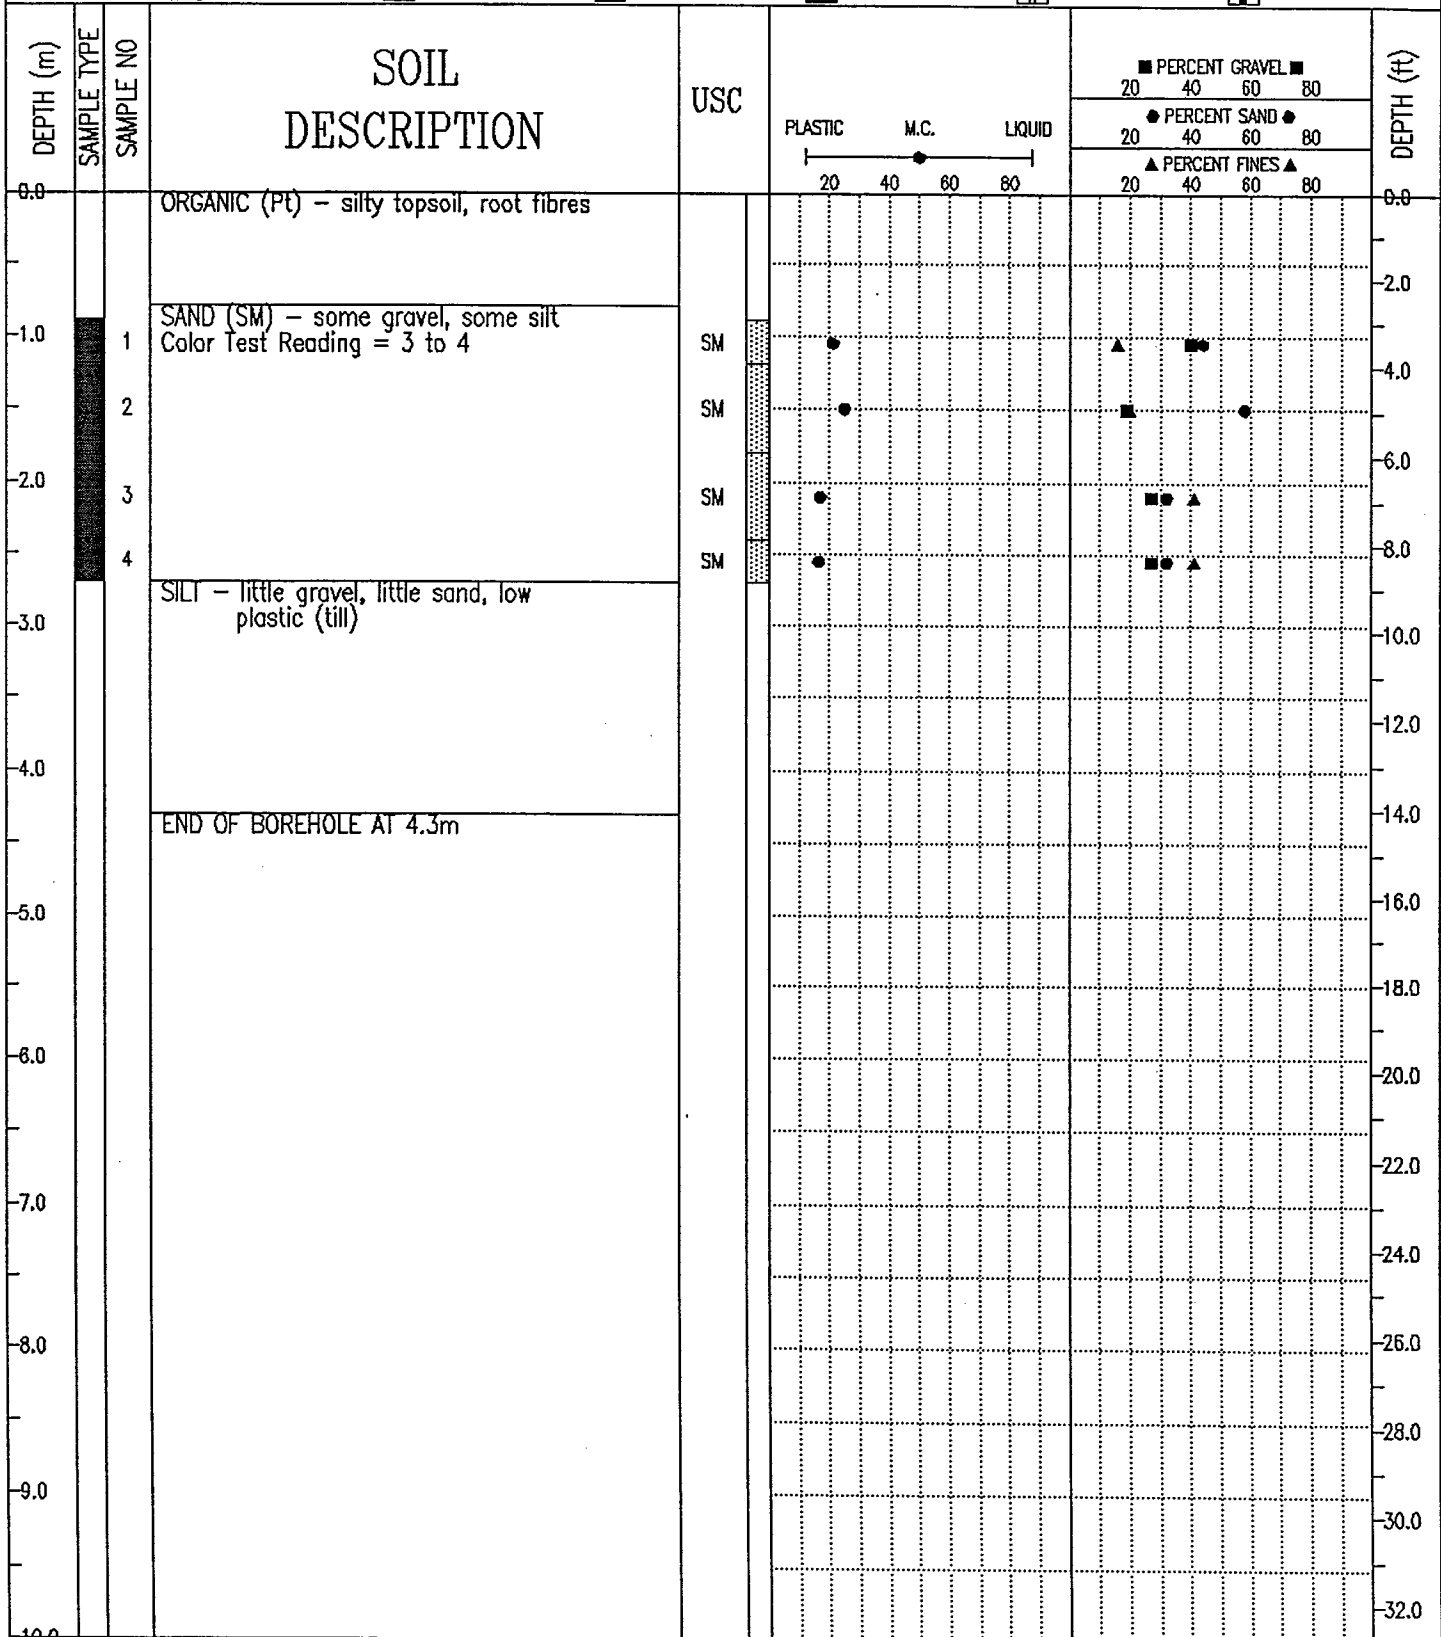 DEPTH (m)
SAMPLE TYPE
SAMPLE NO
SOIL
DESCRIPTION
USC
PLASTIC M.C. LIQUID
20 40 60 80
■ PERCENT GRAVEL ■
20 40 60 80
● PERCENT SAND ●
20 40 60 80
▲ PERCENT FINES ▲
20 40 60 80
DEPTH (ft)
0.0
ORGANIC (Pt) – silty topsoil, root fibres
0.0
-2.0
SAND (SM) – some gravel, some silt
-1.0
1
Color Test Reading = 3 to 4
SM
-4.0
2
SM
-6.0
-2.0
3
SM
-8.0
4
SM
SILT – little gravel, little sand, low
plastic (till)
-3.0
-10.0
-12.0
-4.0
-14.0
END OF BOREHOLE AT 4.3m
-16.0
-5.0
-18.0
-6.0
-20.0
-22.0
-7.0
-24.0
-8.0
-26.0
-28.0
-9.0
-30.0
-32.0
10.0